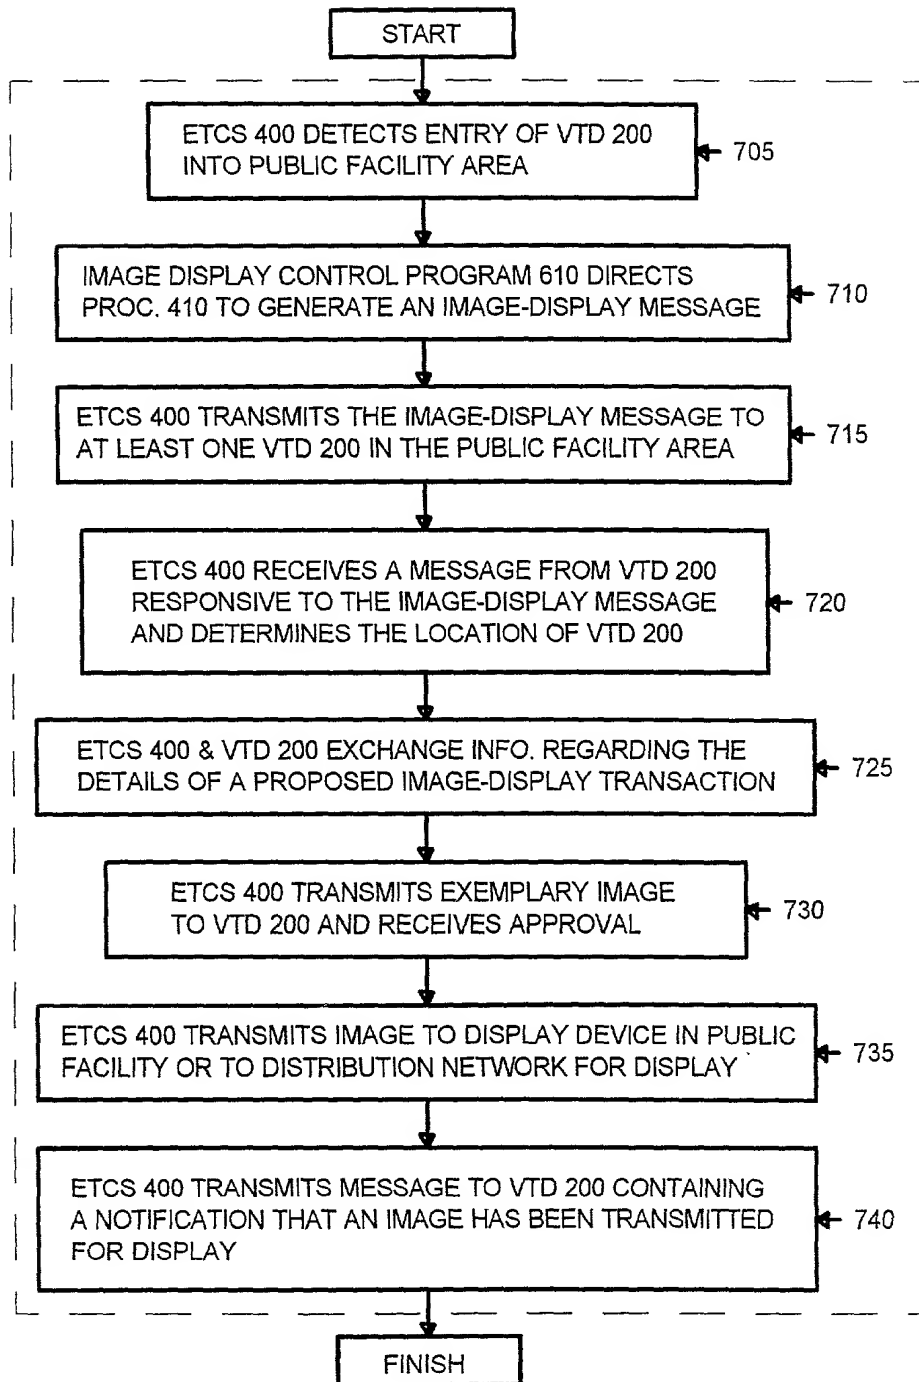 START
ETCS 400 DETECTS ENTRY OF VTD 200
INTO PUBLIC FACILITY AREA
705
IMAGE DISPLAY CONTROL PROGRAM 610 DIRECTS
PROC. 410 TO GENERATE AN IMAGE-DISPLAY MESSAGE
710
ETCS 400 TRANSMITS THE IMAGE-DISPLAY MESSAGE TO
AT LEAST ONE VTD 200 IN THE PUBLIC FACILITY AREA
715
ETCS 400 RECEIVES A MESSAGE FROM VTD 200
RESPONSIVE TO THE IMAGE-DISPLAY MESSAGE
AND DETERMINES THE LOCATION OF VTD 200
720
ETCS 400 & VTD 200 EXCHANGE INFO. REGARDING THE
DETAILS OF A PROPOSED IMAGE-DISPLAY TRANSACTION
725
ETCS 400 TRANSMITS EXEMPLARY IMAGE
TO VTD 200 AND RECEIVES APPROVAL
730
ETCS 400 TRANSMITS IMAGE TO DISPLAY DEVICE IN PUBLIC
FACILITY OR TO DISTRIBUTION NETWORK FOR DISPLAY
735
ETCS 400 TRANSMITS MESSAGE TO VTD 200 CONTAINING
A NOTIFICATION THAT AN IMAGE HAS BEEN TRANSMITTED
FOR DISPLAY
740
FINISH